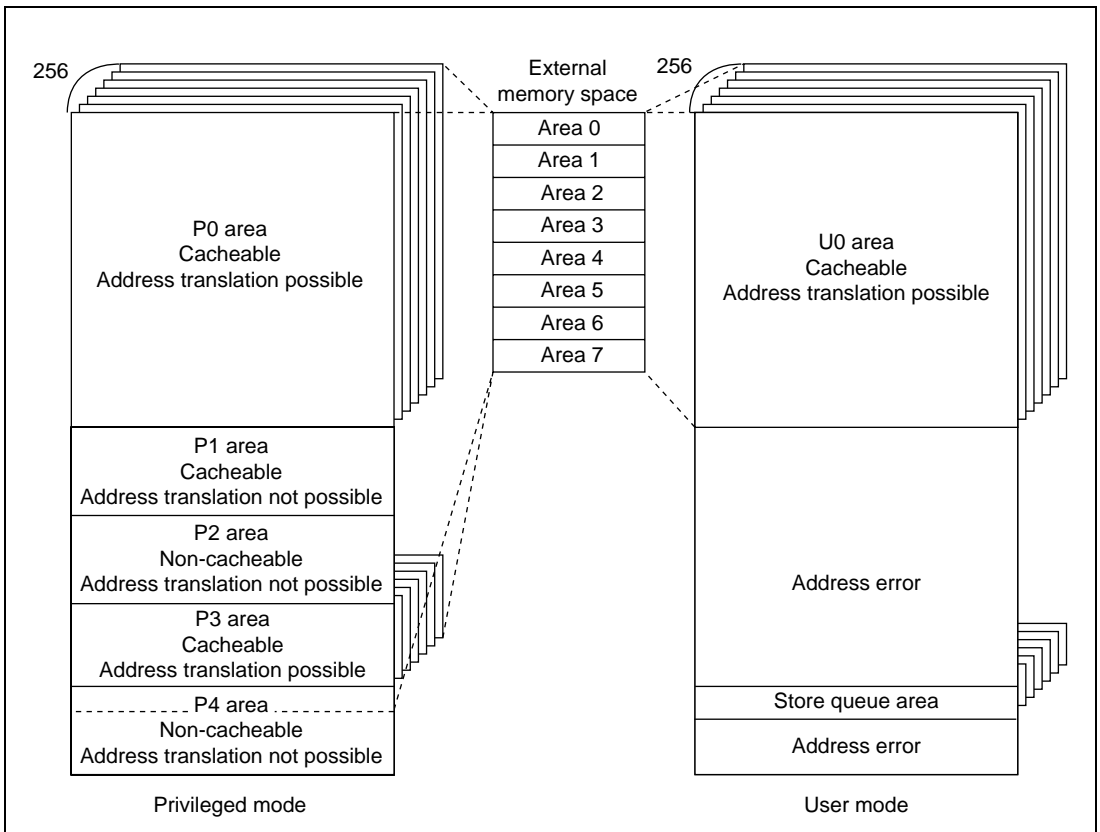 256
P0 area
Cacheable
Address translation possible
P1 area
Cacheable
Address translation not possible
P2 area
Non-cacheable
Address translation not possible
P3 area
Cacheable
Address translation possible
P4 area
Non-cacheable
Address translation not possible
Privileged mode
External
memory space
Area 0
Area 1
Area 2
Area 3
Area 4
Area 5
Area 6
Area 7
256
U0 area
Cacheable
Address translation possible
Address error
Store queue area
Address error
User mode